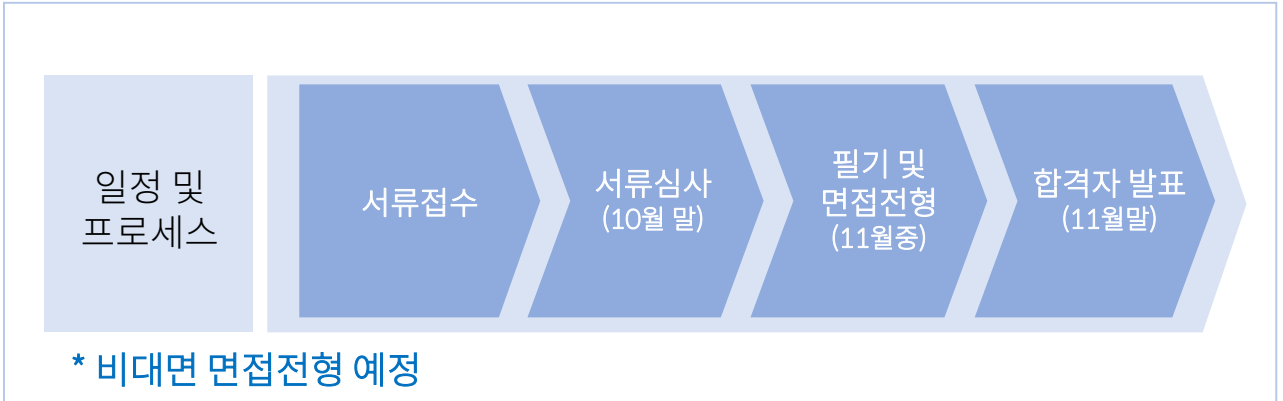 일정 및
프로세스
서류접수
서류심사
(10월 말)
필기 및
면접전형
(11월중)
합격자 발표
(11월말)
* 비대면 면접전형 예정